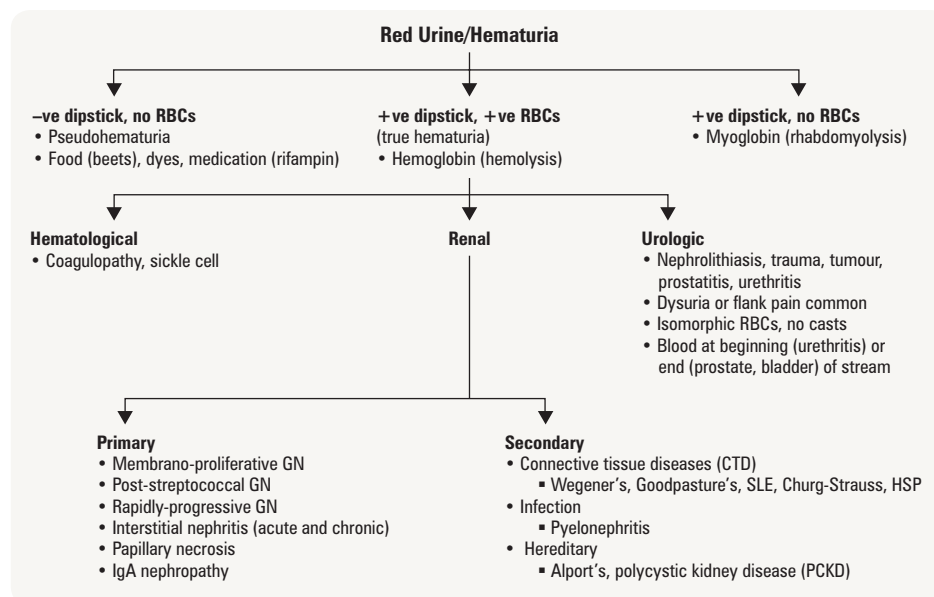 Red Urine/Hematuria
–ve dipstick, no RBCs
• Pseudohematuria
• Food (beets), dyes, medication (rifampin)
+ve dipstick, +ve RBCs
(true hematuria)
• Hemoglobin (hemolysis)
+ve dipstick, no RBCs
• Myoglobin (rhabdomyolysis)
Hematological
• Coagulopathy, sickle cell
Renal
Urologic
• Nephrolithiasis, trauma, tumour,
prostatitis, urethritis
• Dysuria or flank pain common
• Isomorphic RBCs, no casts
• Blood at beginning (urethritis) or
end (prostate, bladder) of stream
Primary
• Membrano-proliferative GN
• Post-streptococcal GN
• Rapidly-progressive GN
• Interstitial nephritis (acute and chronic)
• Papillary necrosis
• IgA nephropathy
Secondary
• Connective tissue diseases (CTD)
▪ Wegener’s, Goodpasture’s, SLE, Churg-Strauss, HSP
• Infection
▪ Pyelonephritis
• Hereditary
▪ Alport’s, polycystic kidney disease (PCKD)